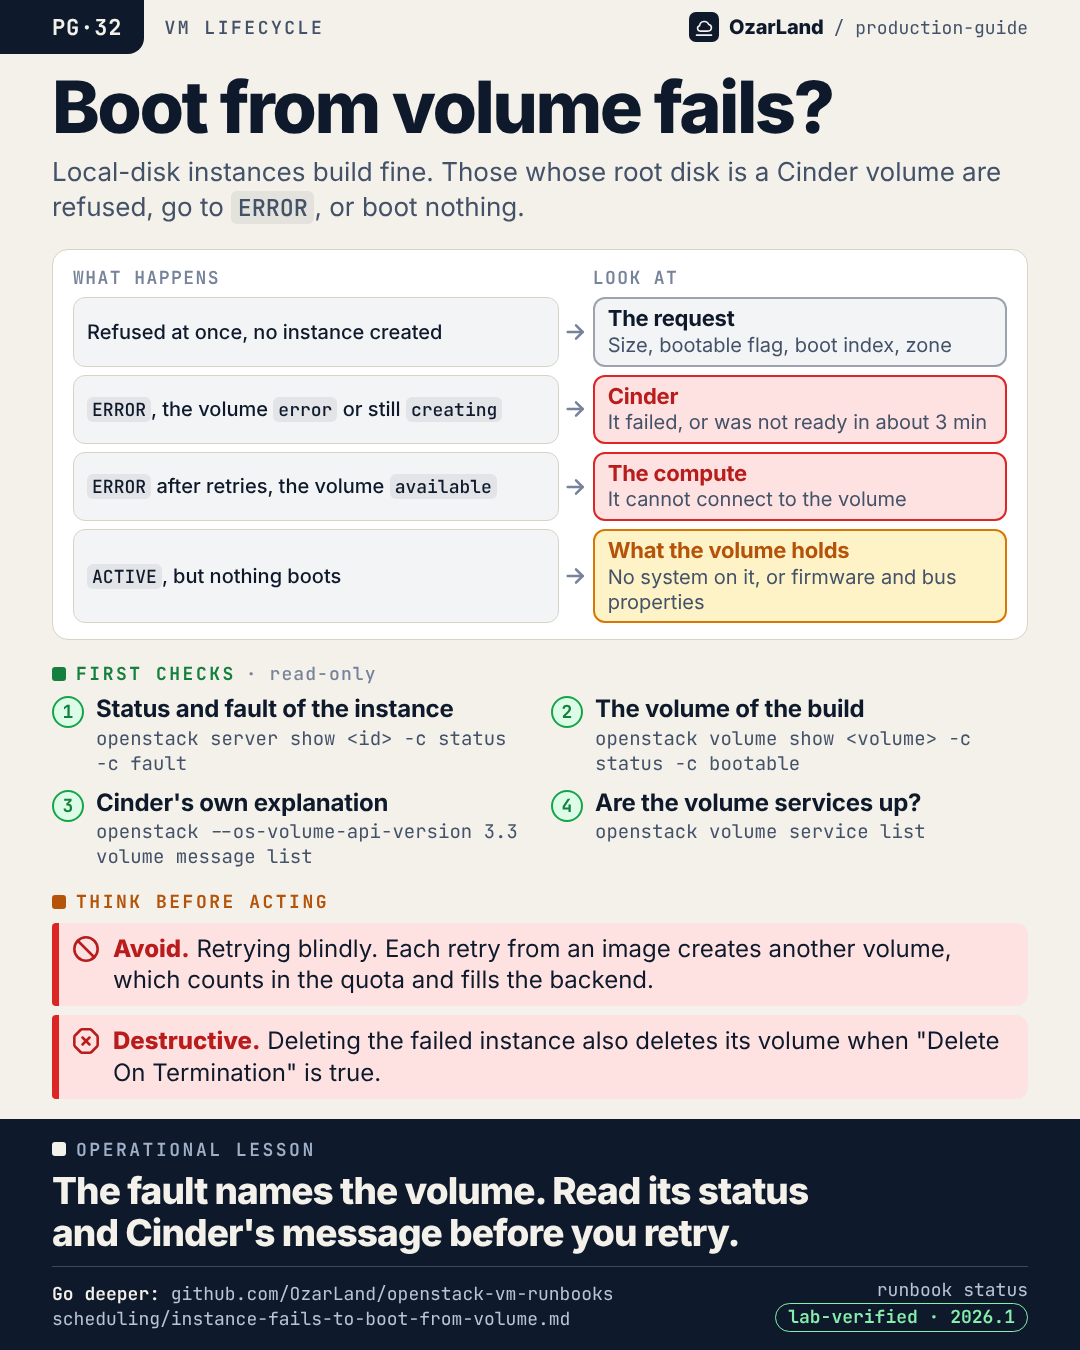 PG·32
VM LIFECYCLE
OzarLand / production-guide
Boot from volume fails?
Local-disk instances build fine. Those whose root disk is a Cinder volume are
refused, go to ERROR, or boot nothing.
WHAT HAPPENS
LOOK AT
Refused at once, no instance created
The request
Size, bootable flag, boot index, zone
ERROR, the volume error or still creating
Cinder
It failed, or was not ready in about 3 min
ERROR after retries, the volume available
The compute
It cannot connect to the volume
ACTIVE, but nothing boots
What the volume holds
No system on it, or firmware and bus
properties
FIRST CHECKS · read-only
1 Status and fault of the instance
openstack server show <id> -c status
-c fault
2 The volume of the build
openstack volume show <volume> -c
status -c bootable
3 Cinder's own explanation
openstack --os-volume-api-version 3.3
volume message list
4 Are the volume services up?
openstack volume service list
THINK BEFORE ACTING
Avoid. Retrying blindly. Each retry from an image creates another volume,
which counts in the quota and fills the backend.
Destructive. Deleting the failed instance also deletes its volume when "Delete
On Termination" is true.
OPERATIONAL LESSON
The fault names the volume. Read its status
and Cinder's message before you retry.
Go deeper: github.com/OzarLand/openstack-vm-runbooks
scheduling/instance-fails-to-boot-from-volume.md
runbook status
lab-verified · 2026.1